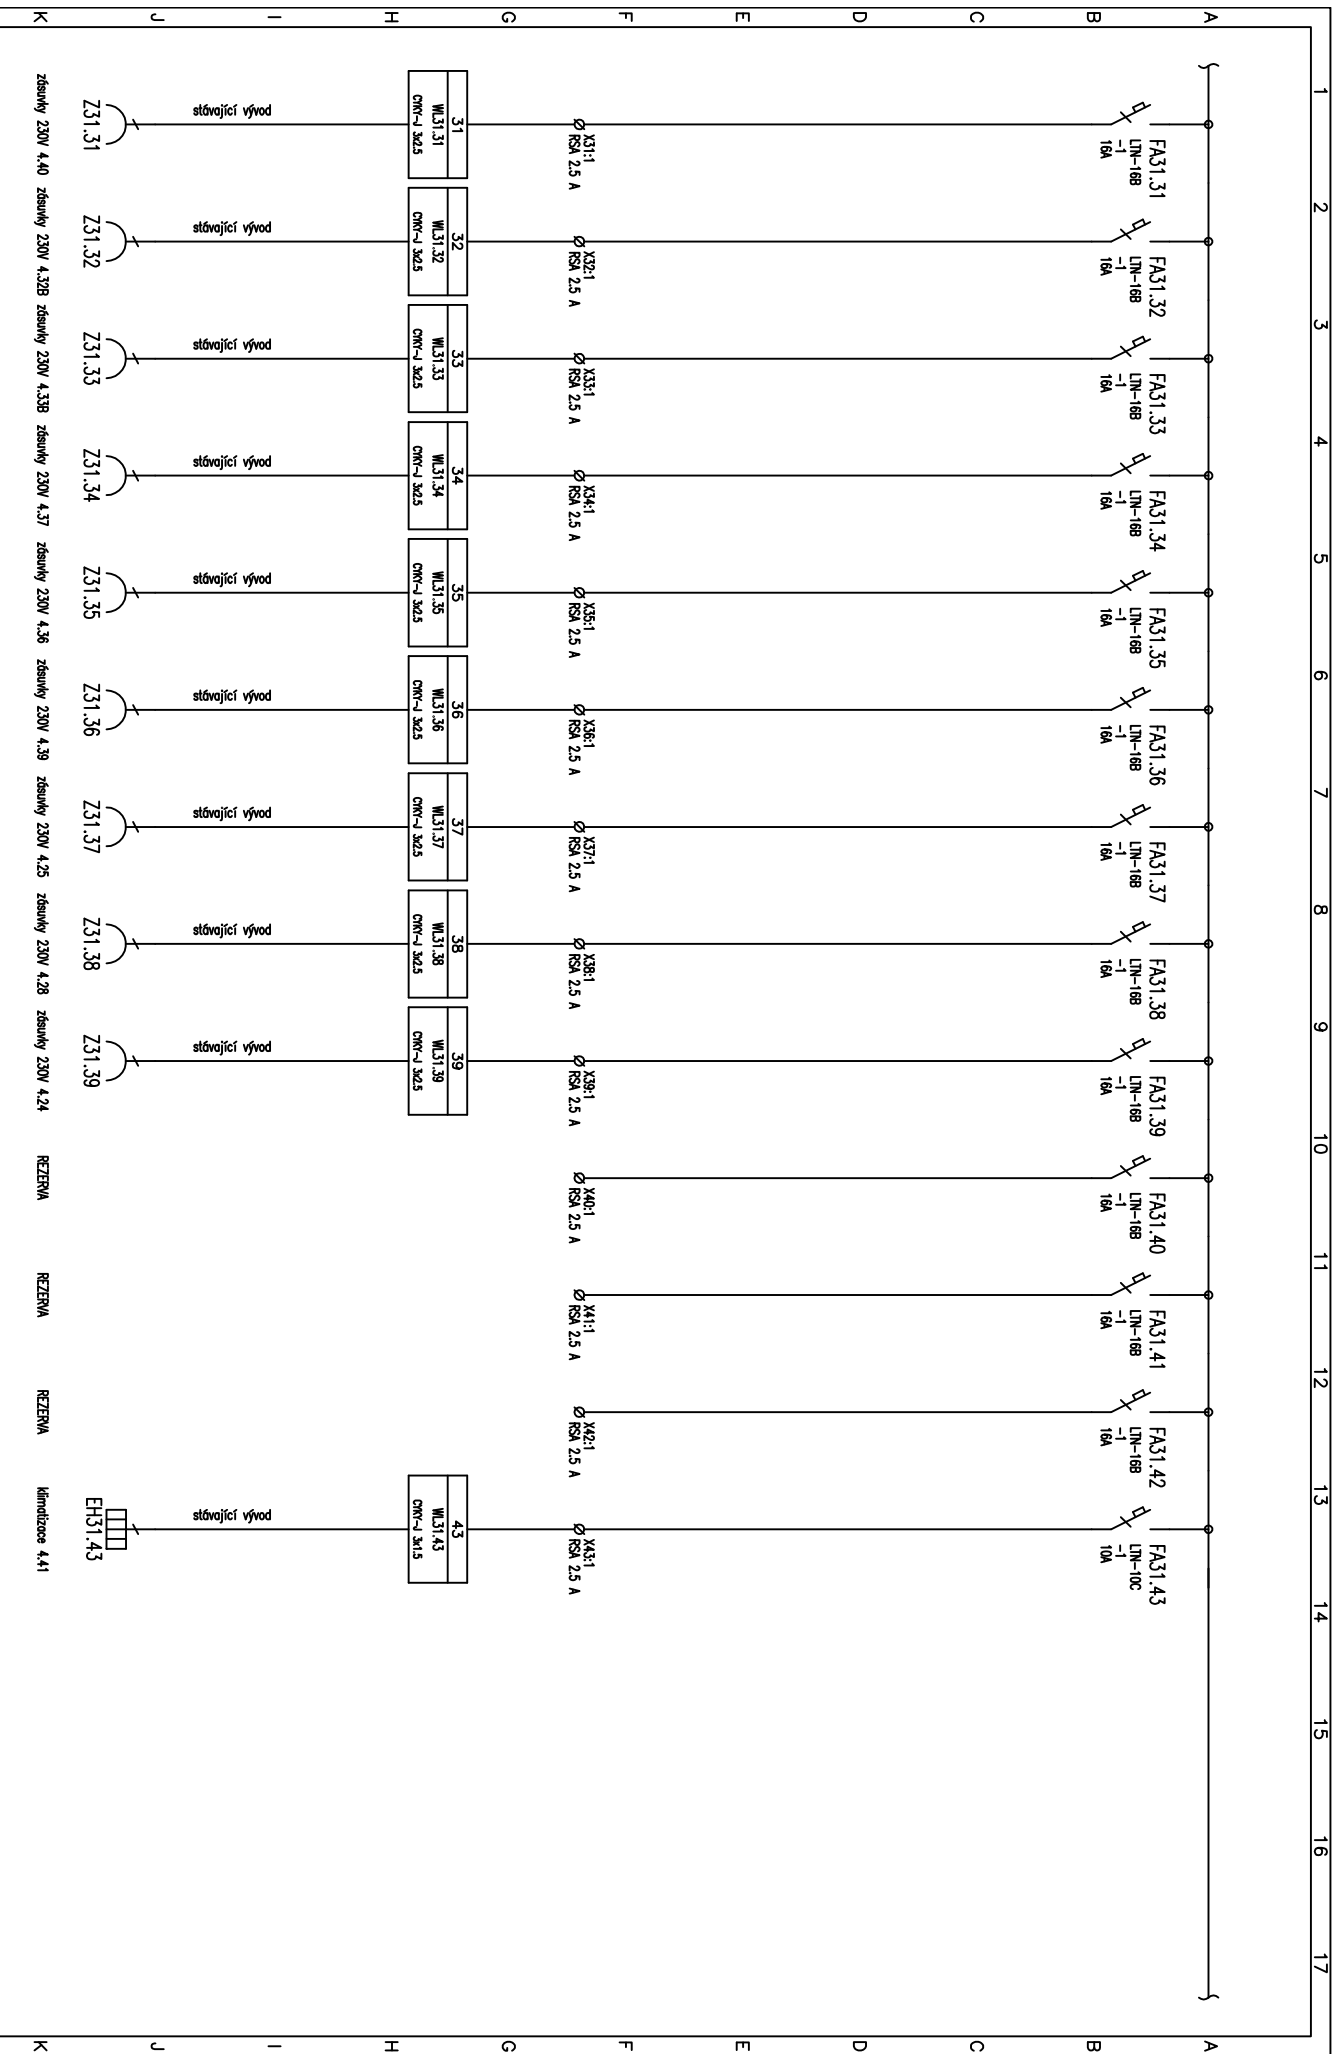 1 2 3 4 5 6 7 8 9 10 11 12 13 14 15 16 17
A A
B B
C C
D D
E E
F F
G G
H H
I I
J J
K K
FA31.31
LTN-16B
-1
16A
X31:1
RSA 2.5 A
31
WL31.31
CYKY-J 3x2.5
stávající vývod
Z31.31
zásuvky 230V 4.40
FA31.32
LTN-16B
-1
16A
X32:1
RSA 2.5 A
32
WL31.32
CYKY-J 3x2.5
stávající vývod
Z31.32
zásuvky 230V 4.32B
FA31.33
LTN-16B
-1
16A
X33:1
RSA 2.5 A
33
WL31.33
CYKY-J 3x2.5
stávající vývod
Z31.33
zásuvky 230V 4.33B
FA31.34
LTN-16B
-1
16A
X34:1
RSA 2.5 A
34
WL31.34
CYKY-J 3x2.5
stávající vývod
Z31.34
zásuvky 230V 4.37
FA31.35
LTN-16B
-1
16A
X35:1
RSA 2.5 A
35
WL31.35
CYKY-J 3x2.5
stávající vývod
Z31.35
zásuvky 230V 4.36
FA31.36
LTN-16B
-1
16A
X36:1
RSA 2.5 A
36
WL31.36
CYKY-J 3x2.5
stávající vývod
Z31.36
zásuvky 230V 4.39
FA31.37
LTN-16B
-1
16A
X37:1
RSA 2.5 A
37
WL31.37
CYKY-J 3x2.5
stávající vývod
Z31.37
zásuvky 230V 4.25
FA31.38
LTN-16B
-1
16A
X38:1
RSA 2.5 A
38
WL31.38
CYKY-J 3x2.5
stávající vývod
Z31.38
zásuvky 230V 4.28
FA31.39
LTN-16B
-1
16A
X39:1
RSA 2.5 A
39
WL31.39
CYKY-J 3x2.5
stávající vývod
Z31.39
zásuvky 230V 4.24
FA31.40
LTN-16B
-1
16A
X40:1
RSA 2.5 A
REZERVA
FA31.41
LTN-16B
-1
16A
X41:1
RSA 2.5 A
REZERVA
FA31.42
LTN-16B
-1
16A
X42:1
RSA 2.5 A
REZERVA
FA31.43
LTN-10C
-1
10A
X43:1
RSA 2.5 A
43
WL31.43
CYKY-J 3x1.5
stávající vývod
EH31.43
klimatizace 4.41